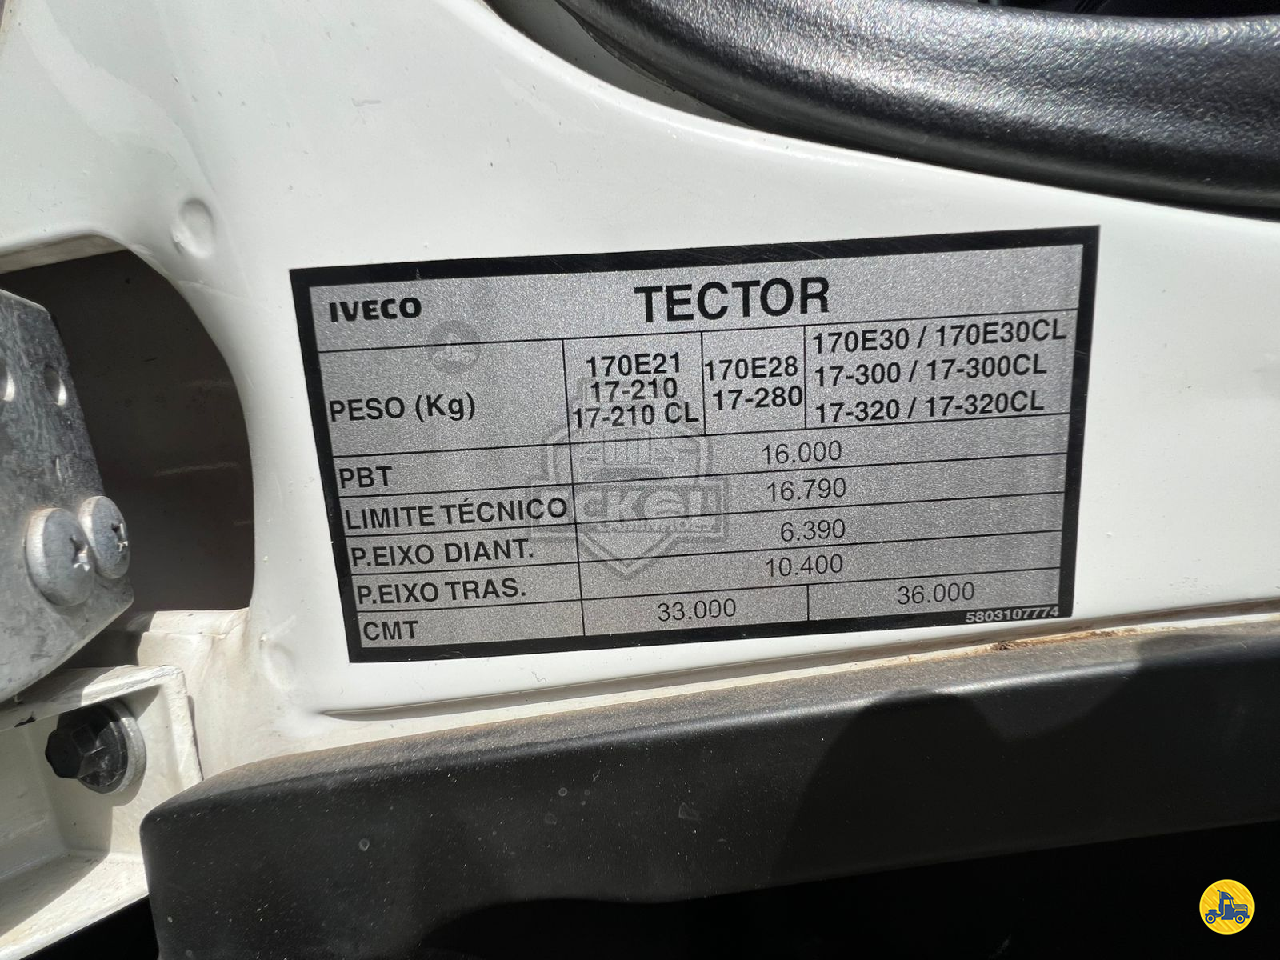 IVECO TECTOR
PESO (Kg)
170E21
17-210
17-210 CL
170E28
17-280
170E30 / 170E30CL
17-300 / 17-300CL
17-320 / 17-320CL
PBT 16.000
LIMITE TÉCNICO 16.790
P.EIXO DIANT. 6.390
P.EIXO TRAS. 10.400
CMT 33.000 36.000
5803107774